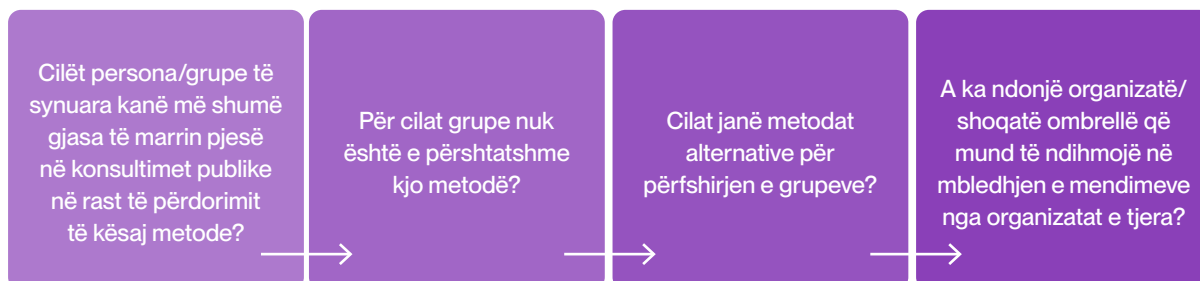 Cilët persona/grupe të
synuara kanë më shumë
gjasa të marrin pjesë
në konsultimet publike
në rast të përdorimit
të kësaj metode?
Për cilat grupe nuk
është e përshtatshme
kjo metodë?
Cilat janë metodat
alternative për
përfshirjen e grupeve?
A ka ndonjë organizatë/
shoqatë ombrellë që
mund të ndihmojë në
mbledhjen e mendimeve
nga organizatat e tjera?